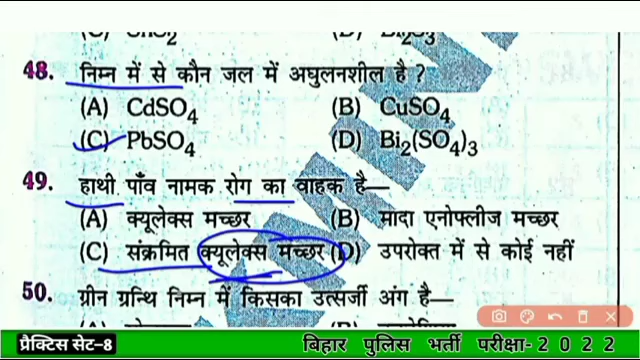 48. निम्न में से कौन जल में अघुलनशील है ?
(A) CdSO4 (B) CuSO4
(C) PbSO4 (D) Bi2(SO4)3
49. हाथी पाँव नामक रोग का वाहक है—
(A) क्यूलेक्स मच्छर (B) मादा एनोफ्लीज मच्छर
(C) संक्रमित क्यूलेक्स मच्छर (D) उपरोक्त में से कोई नहीं
50. ग्रीन ग्रन्थि निम्न में किसका उत्सर्जी अंग है—
प्रैक्टिस सेट-8 बिहार पुलिस भर्ती परीक्षा-2022